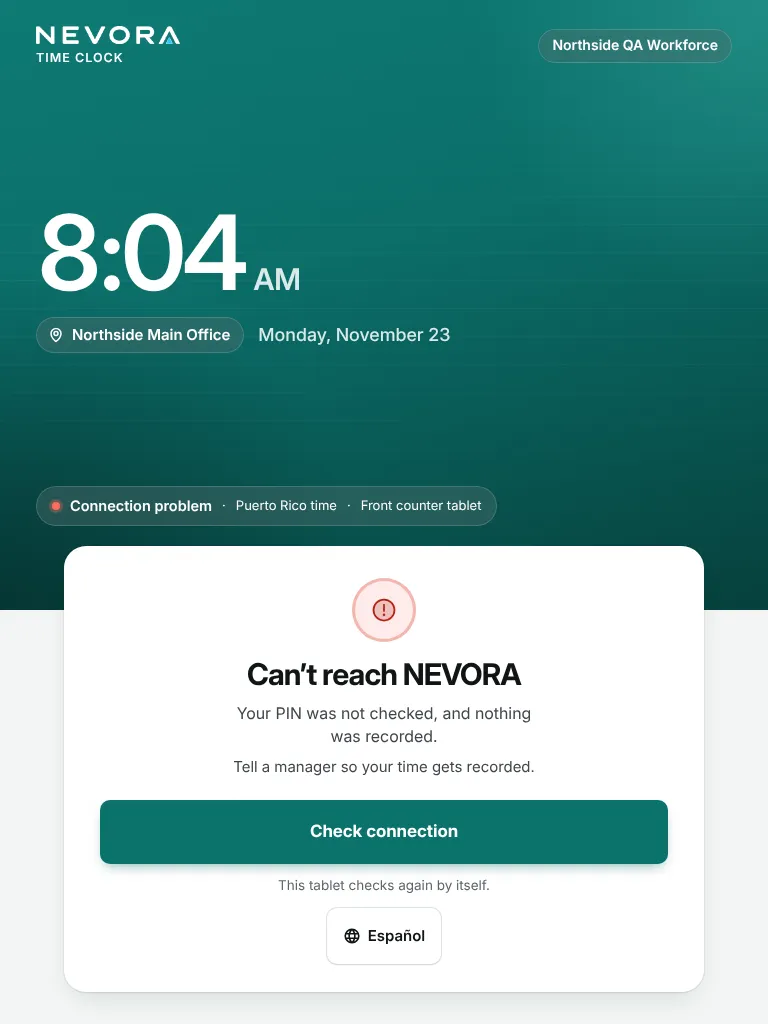 NEVORA
TIME CLOCK
Northside QA Workforce
8:04 AM
Northside Main Office
Monday, November 23
Connection problem · Puerto Rico time · Front counter tablet
Can’t reach NEVORA
Your PIN was not checked, and nothing
was recorded.
Tell a manager so your time gets recorded.
Check connection
This tablet checks again by itself.
Español